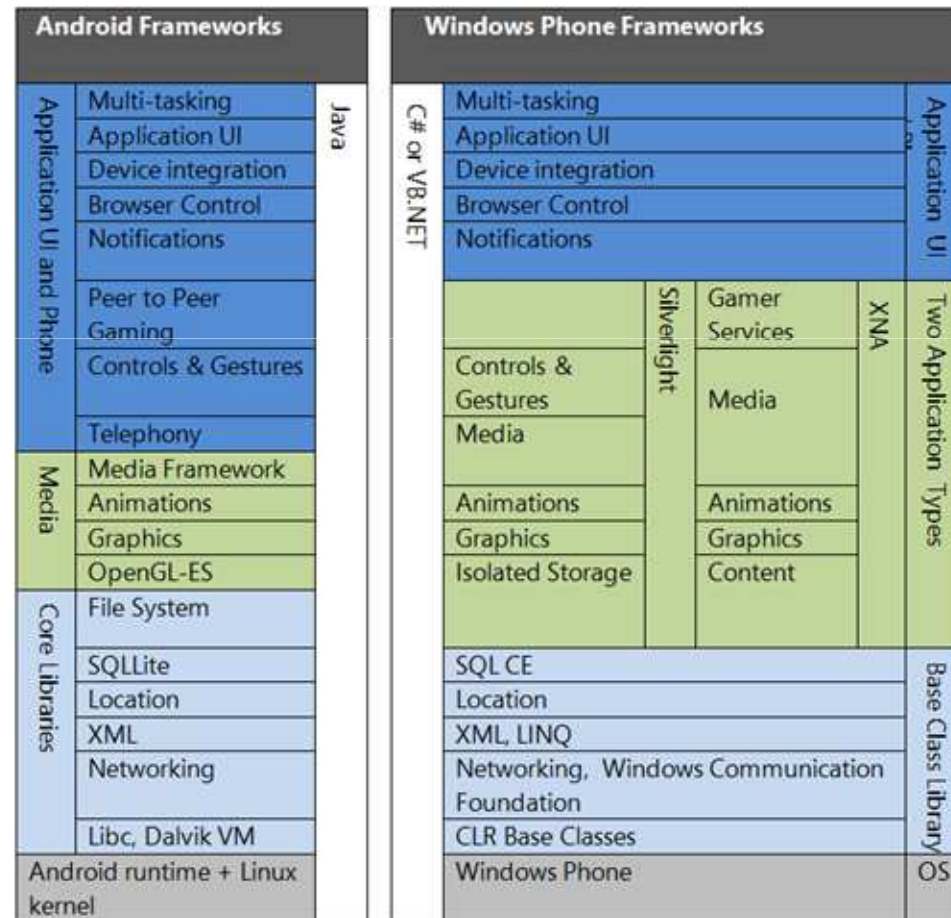 Android Frameworks
Application UI and Phone
Multi-tasking
Application UI
Device integration
Browser Control
Notifications
Peer to Peer
Gaming
Controls & Gestures
Telephony
Media
Media Framework
Animations
Graphics
OpenGL-ES
Core Libraries
File System
SQLLite
Location
XML
Networking
Libc, Dalvik VM
Java
Android runtime + Linux
kernel
Windows Phone Frameworks
C# or VB.NET
Multi-tasking
Application UI
Device integration
Browser Control
Notifications
Application UI
Controls &
Gestures
Media
Animations
Graphics
Isolated Storage
Silverlight
Gamer
Services
Media
Animations
Graphics
Content
XNA
Two Application Types
SQL CE
Location
XML, LINQ
Networking, Windows Communication
Foundation
CLR Base Classes
Base Class Library
Windows Phone
OS